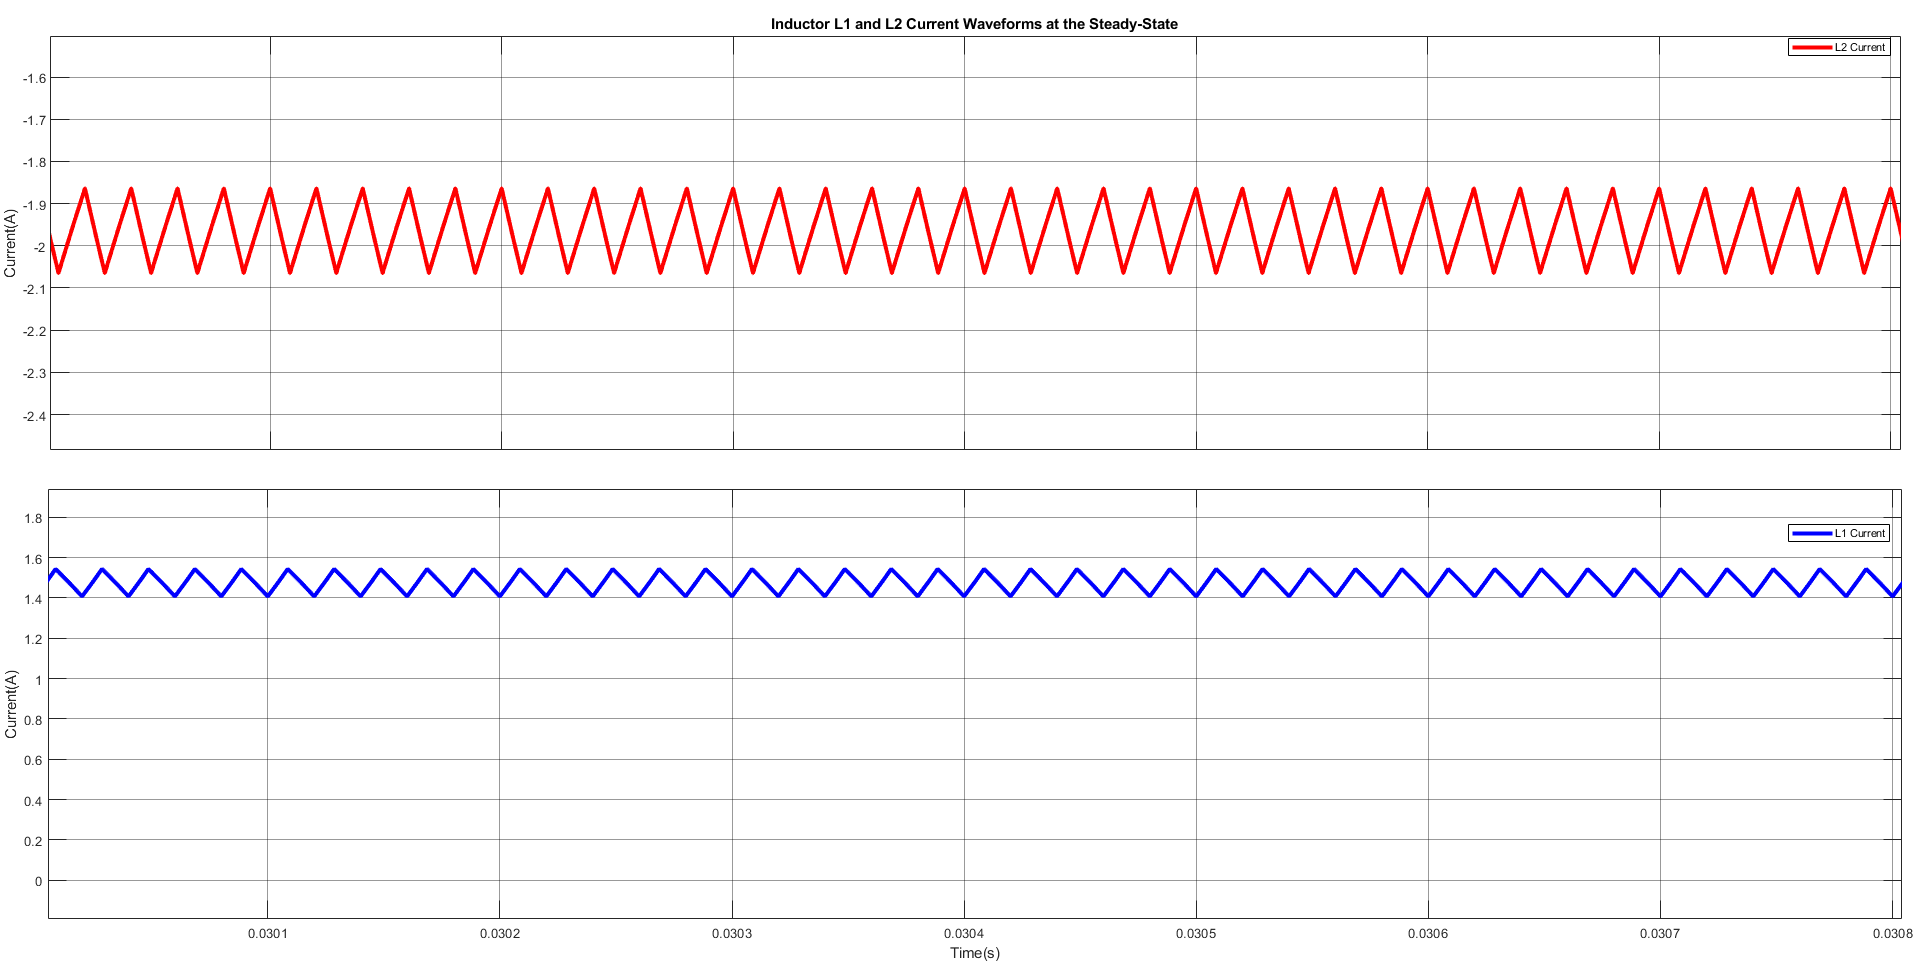 Inductor L1 and L2 Current Waveforms at the Steady-State
L2 Current
-1.6
-1.7
-1.8
-1.9
-2
-2.1
-2.2
-2.3
-2.4
Current(A)
L1 Current
1.8
1.6
1.4
1.2
1
0.8
0.6
0.4
0.2
0
Current(A)
0.0301 0.0302 0.0303 0.0304 0.0305 0.0306 0.0307 0.0308
Time(s)